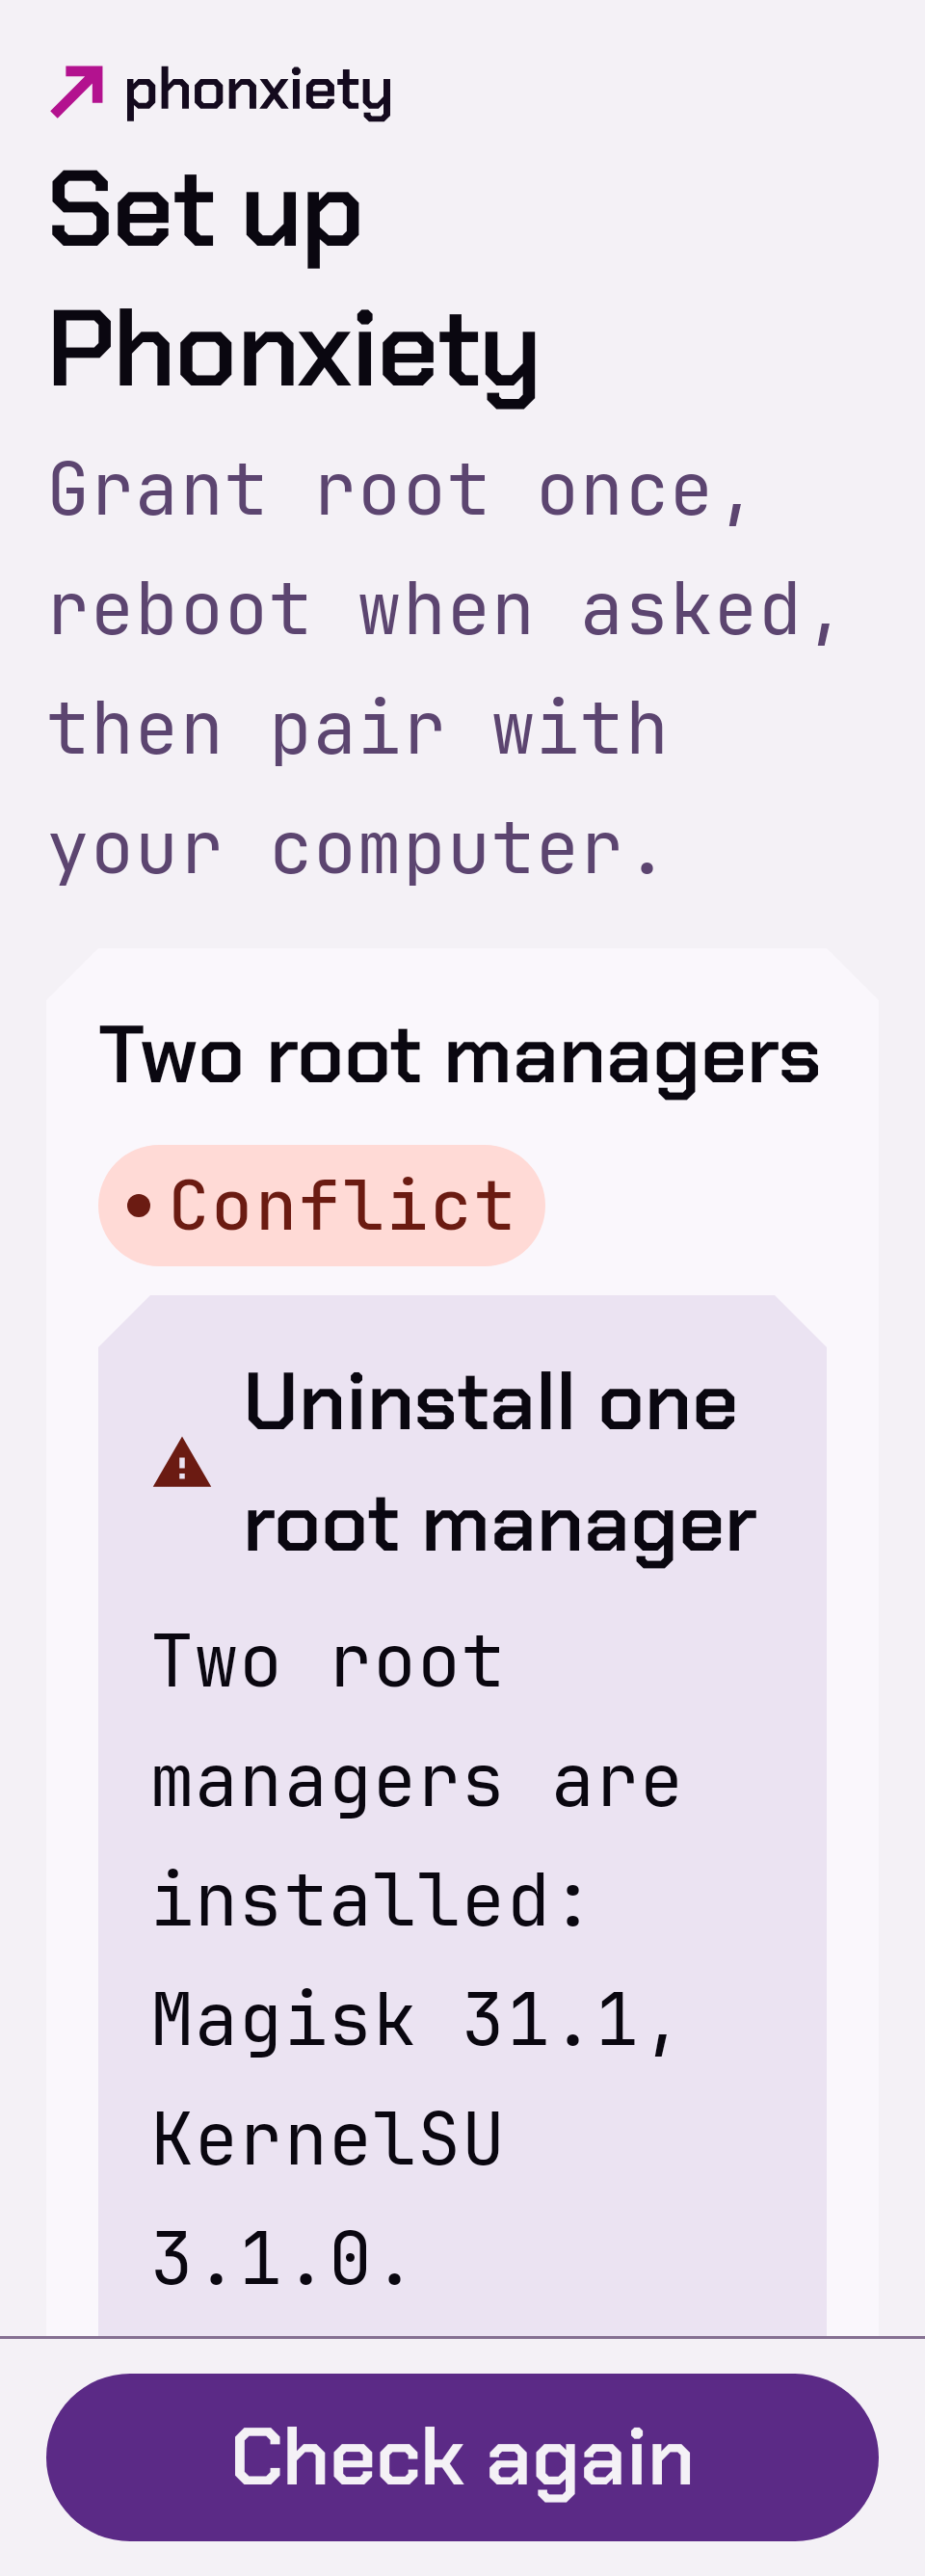 phonxiety
Set up
Phonxiety
Grant root once,
reboot when asked,
then pair with
your computer.
Two root managers
Conflict
Uninstall one
root manager
Two root
managers are
installed:
Magisk 31.1,
KernelSU
3.1.0.
Check again